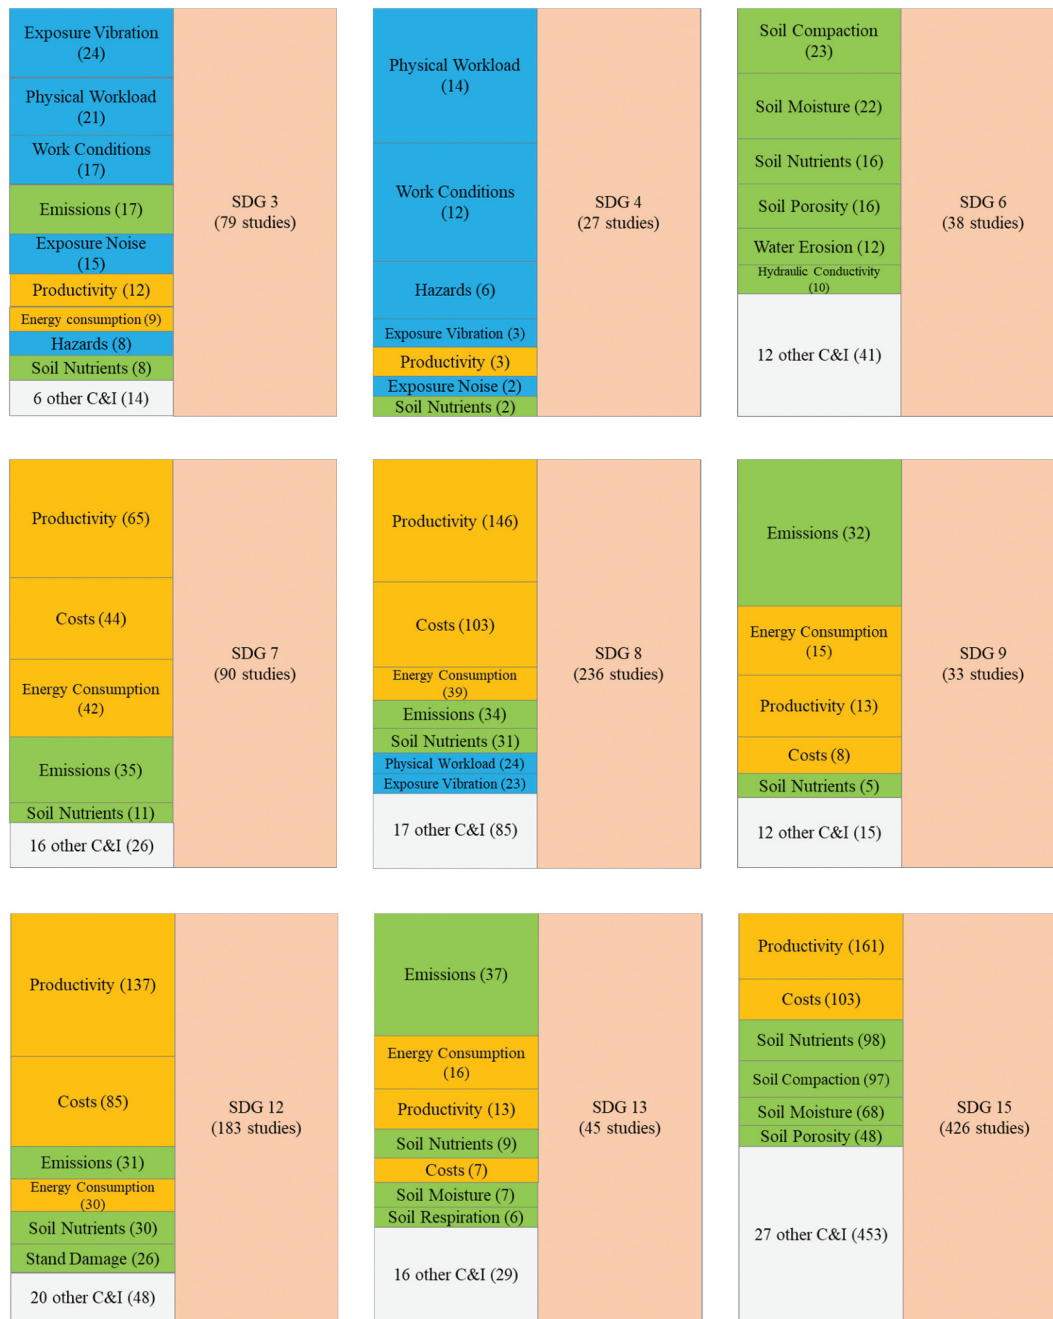 Exposure Vibration
(24)
Physical Workload
(21)
Work Conditions
(17)
Emissions (17)
Exposure Noise
(15)
Productivity (12)
Energy consumption (9)
Hazards (8)
Soil Nutrients (8)
6 other C&I (14)
SDG 3
(79 studies)
Physical Workload
(14)
Work Conditions
(12)
Hazards (6)
Exposure Vibration (3)
Productivity (3)
Exposure Noise (2)
Soil Nutrients (2)
SDG 4
(27 studies)
Soil Compaction
(23)
Soil Moisture (22)
Soil Nutrients (16)
Soil Porosity (16)
Water Erosion (12)
Hydraulic Conductivity
(10)
12 other C&I (41)
SDG 6
(38 studies)
Productivity (65)
Costs (44)
Energy Consumption
(42)
Emissions (35)
Soil Nutrients (11)
16 other C&I (26)
SDG 7
(90 studies)
Productivity (146)
Costs (103)
Energy Consumption
(39)
Emissions (34)
Soil Nutrients (31)
Physical Workload (24)
Exposure Vibration (23)
17 other C&I (85)
SDG 8
(236 studies)
Emissions (32)
Energy Consumption
(15)
Productivity (13)
Costs (8)
Soil Nutrients (5)
12 other C&I (15)
SDG 9
(33 studies)
Productivity (137)
Costs (85)
Emissions (31)
Energy Consumption
(30)
Soil Nutrients (30)
Stand Damage (26)
20 other C&I (48)
SDG 12
(183 studies)
Emissions (37)
Energy Consumption
(16)
Productivity (13)
Soil Nutrients (9)
Costs (7)
Soil Moisture (7)
Soil Respiration (6)
16 other C&I (29)
SDG 13
(45 studies)
Productivity (161)
Costs (103)
Soil Nutrients (98)
Soil Compaction (97)
Soil Moisture (68)
Soil Porosity (48)
27 other C&I (453)
SDG 15
(426 studies)